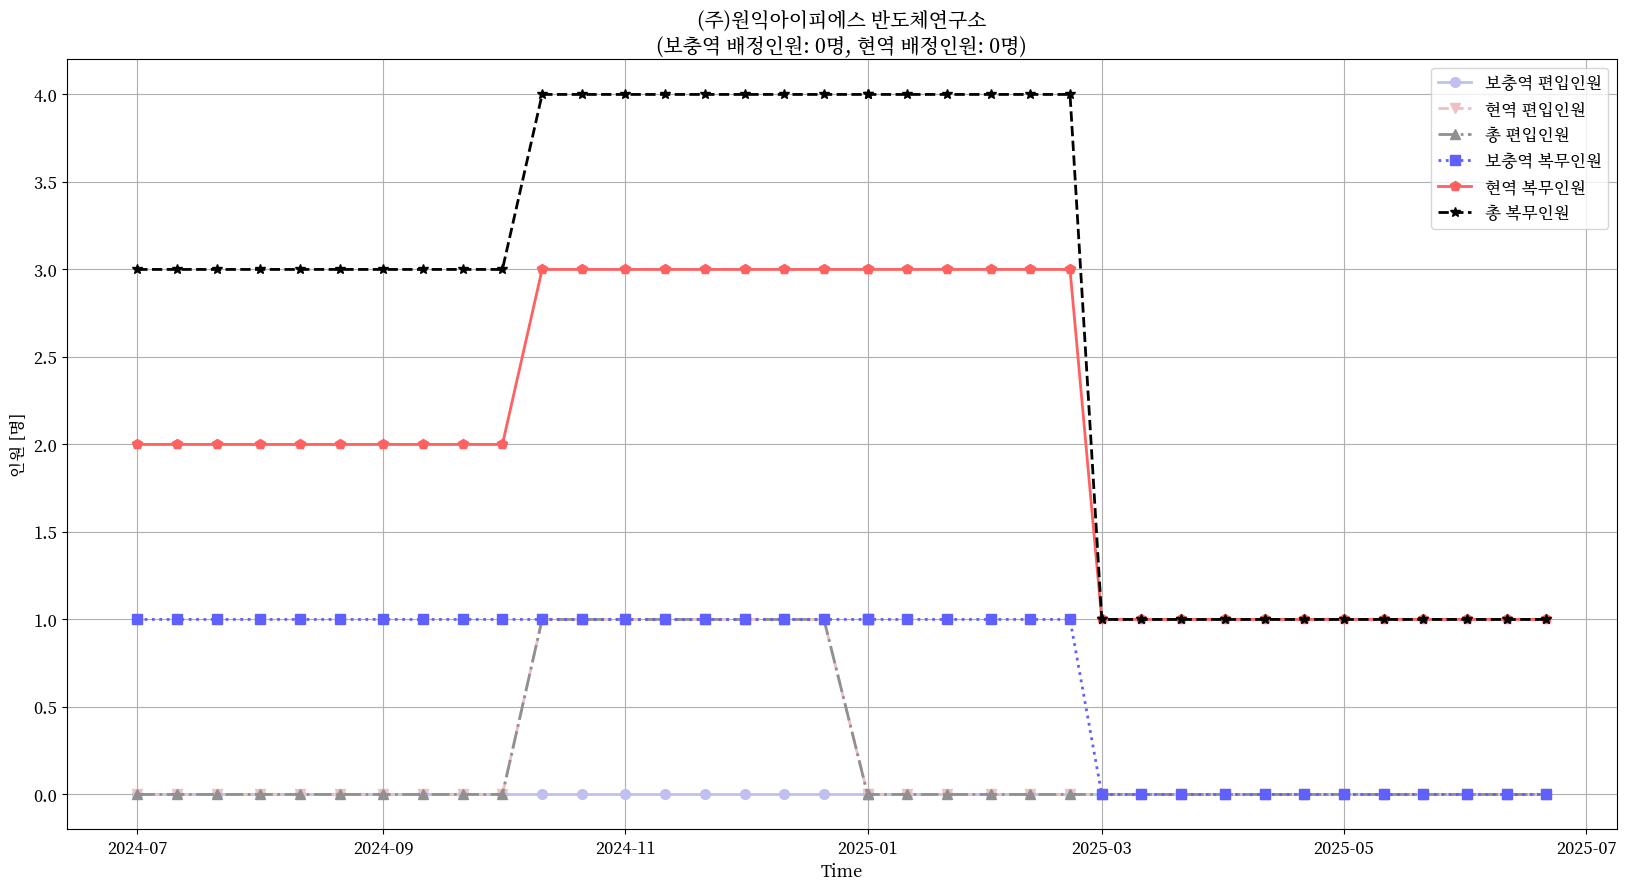 (주)원익아이피에스 반도체연구소
(보충역 배정인원: 0명, 현역 배정인원: 0명)
보충역 편입인원
현역 편입인원
총 편입인원
보충역 복무인원
현역 복무인원
총 복무인원
인원 [명]
4.0
3.5
3.0
2.5
2.0
1.5
1.0
0.5
0.0
2024-07
2024-09
2024-11
2025-01
2025-03
2025-05
2025-07
Time